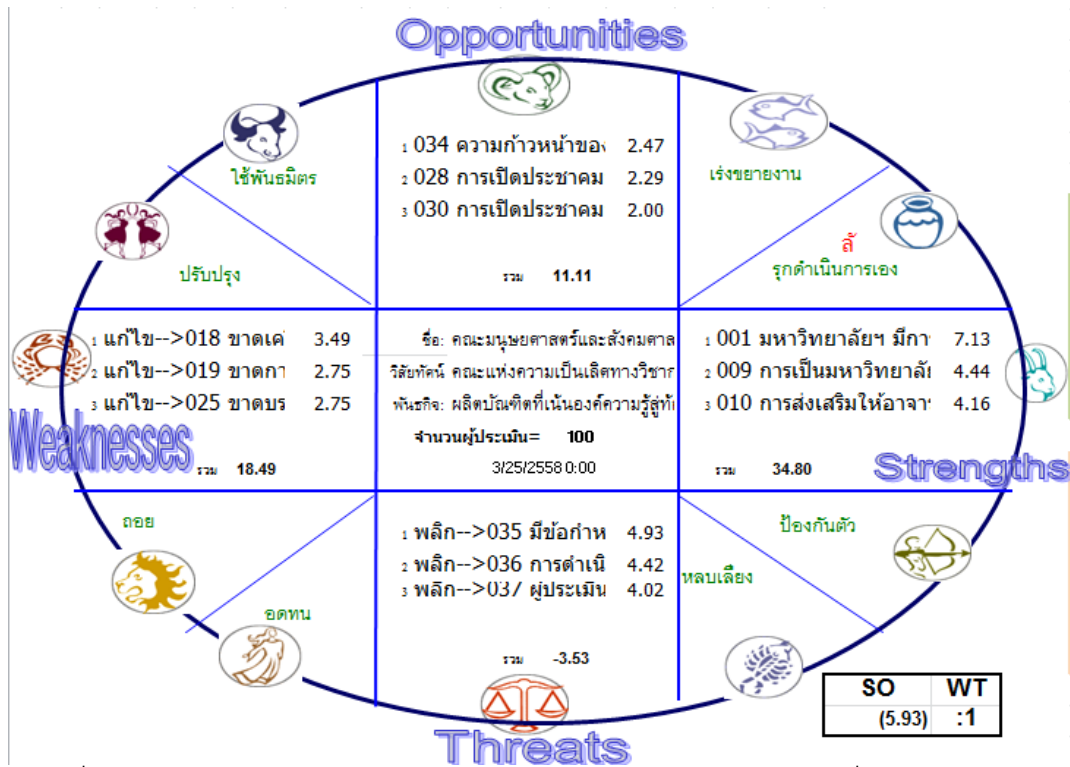 Opportunities
1 034 ความก้าวหน้าของ 2.47
2 028 การเปิดประชาคม 2.29
3 030 การเปิดประชาคม 2.00
รวม 11.11
ใช้พันธมิตร
ปรับปรุง
เร่งขยายงาน
ลั
รุกดำเนินการเอง
1 แก้ไข-->018 ขาดเค 3.49
2 แก้ไข-->019 ขาดกา 2.75
3 แก้ไข-->025 ขาดบร 2.75
Weaknesses
รวม 18.49
ชื่อ: คณะมนุษยศาสตร์และสังคมศาส
วิสัยทัศน์ คณะแห่งความเป็นเลิศทางวิชาก
พันธกิจ: ผลิตบัณฑิตที่เน้นองค์ความรู้สู่ท้
จำนวนผู้ประเมิน= 100
3/25/2558 0:00
1 001 มหาวิทยาลัยฯ มีกา 7.13
2 009 การเป็นมหาวิทยาลั 4.44
3 010 การส่งเสริมให้อาจา 4.16
รวม 34.80
Strengths
ถอย
อดทน
1 พลิก-->035 มีข้อกำห 4.93
2 พลิก-->036 การดำเนิ 4.42
3 พลิก-->037 ผู้ประเมิน 4.02
รวม -3.53
ป้องกันตัว
หลบเลี่ยง
Threats
SO WT
(5.93) :1